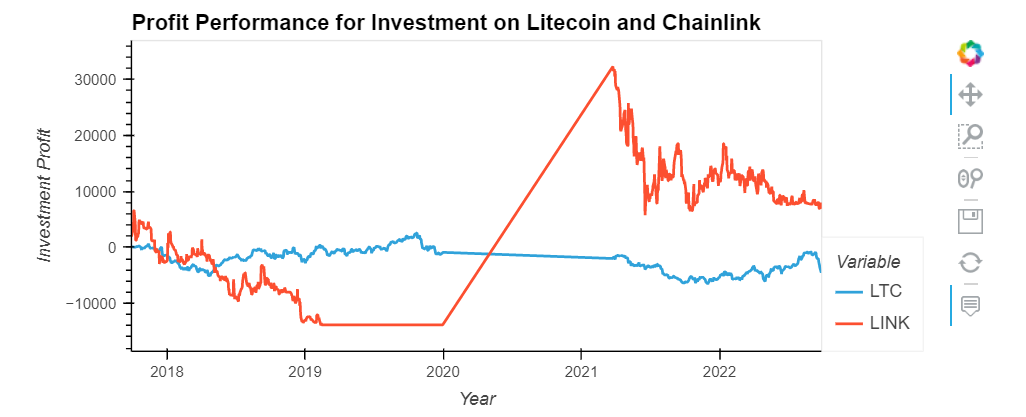 Profit Performance for Investment on Litecoin and Chainlink
Investment Profit
30000
20000
10000
0
−10000
2018
2019
2020
2021
2022
Year
Variable
LTC
LINK